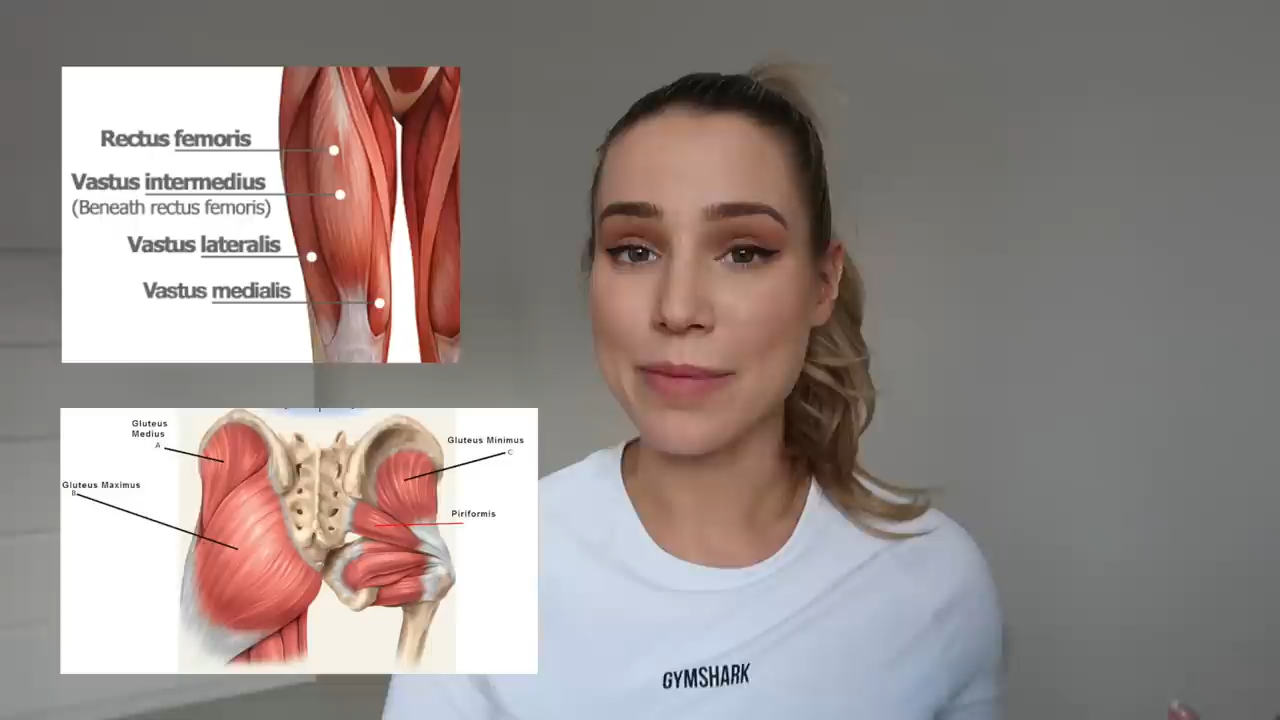 Rectus femoris
Vastus intermedius
(Beneath rectus femoris)
Vastus lateralis
Vastus medialis
Gluteus
Medius
A
Gluteus Minimus
C
Gluteus Maximus
B
Piriformis
GYMSHARK